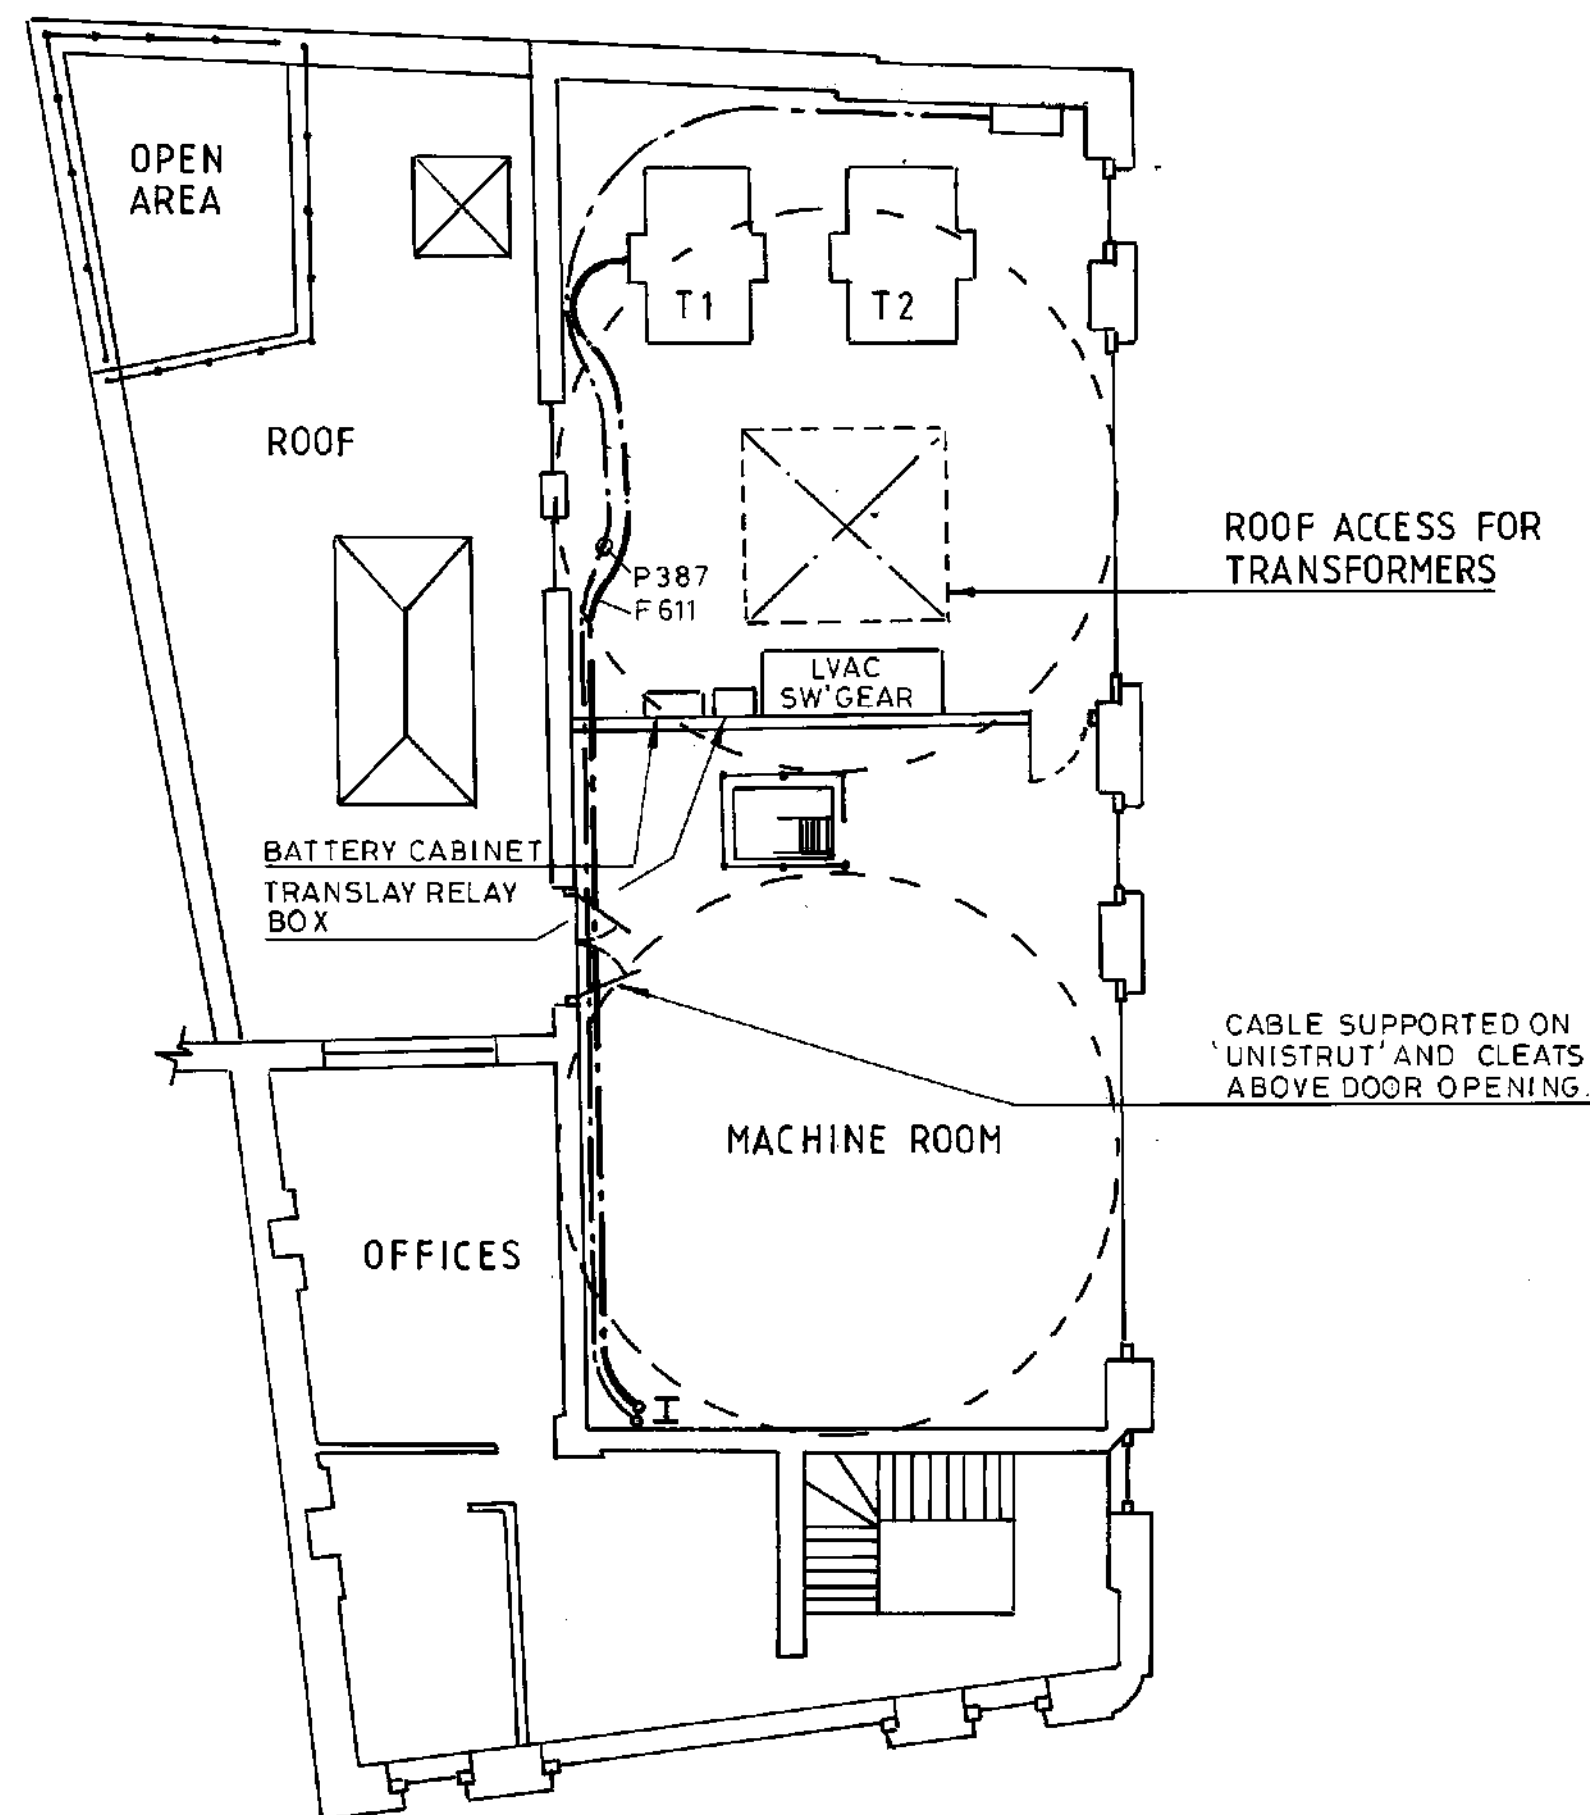 OPEN
AREA
T1
T2
ROOF
ROOF ACCESS FOR
TRANSFORMERS
P387
F611
LVAC
SW'GEAR
BATTERY CABINET
TRANSLAY RELAY
BOX
CABLE SUPPORTED ON
'UNISTRUT' AND CLEATS
ABOVE DOOR OPENING.
MACHINE ROOM
OFFICES
I